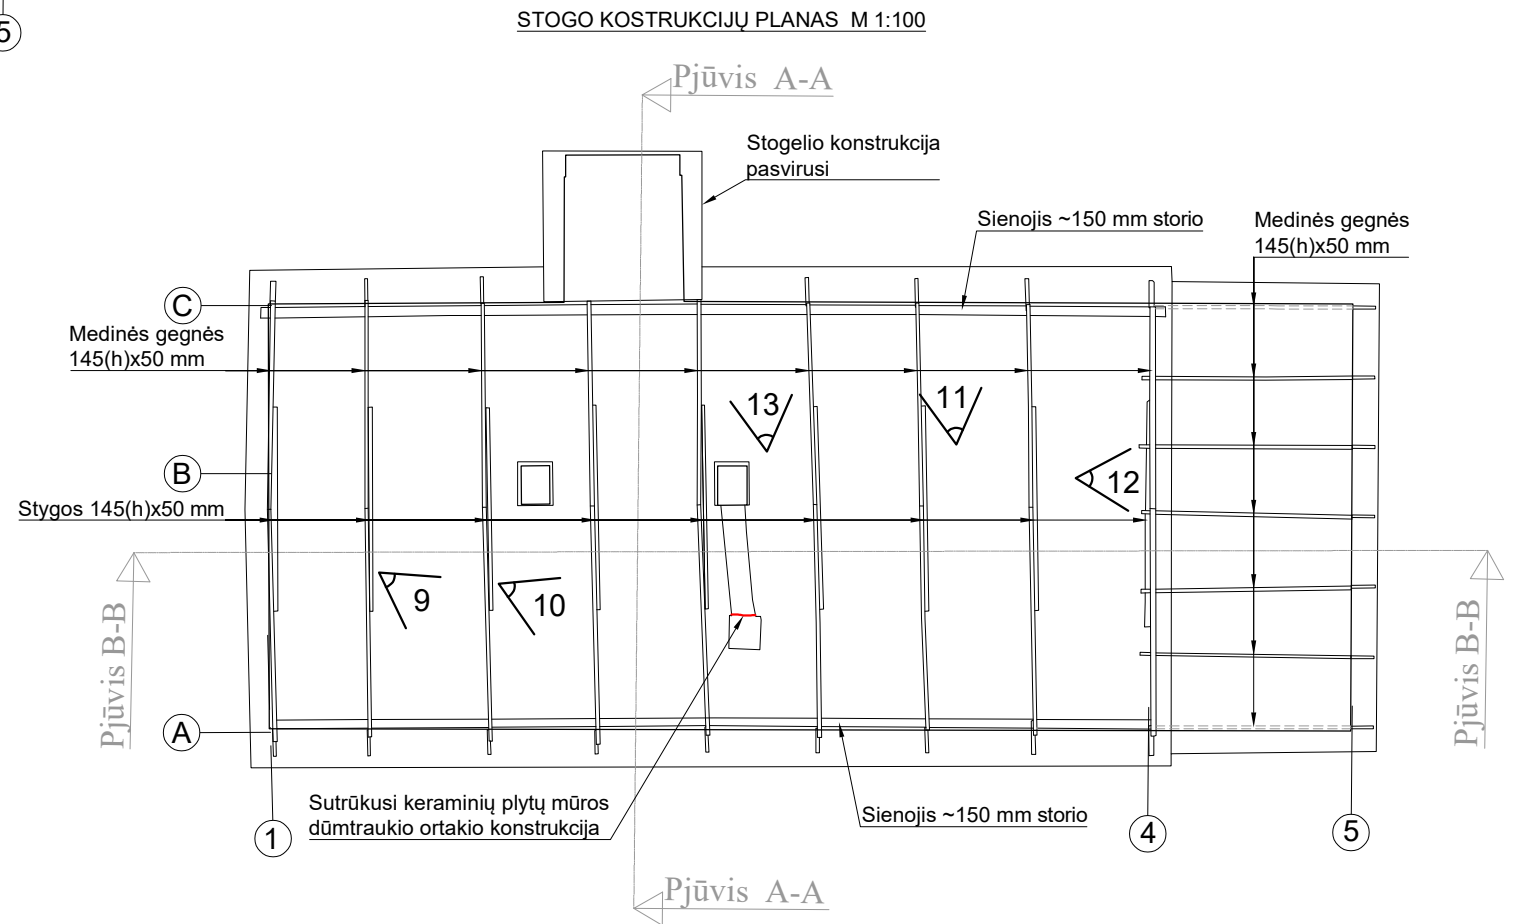 5
STOGO KOSTRUKCIJŲ PLANAS M 1:100
Pjūvis A-A
Stogelio konstrukcija
pasvirusi
Sienojis ~150 mm storio
Medinės gegnės
145(h)x50 mm
C
Medinės gegnės
145(h)x50 mm
13
11
B
12
Stygos 145(h)x50 mm
9
10
Pjūvis B-B
Pjūvis B-B
A
Sutrūkusi keraminių plytų mūros
dūmtraukio ortakio konstrukcija
Sienojis ~150 mm storio
1
4
5
Pjūvis A-A